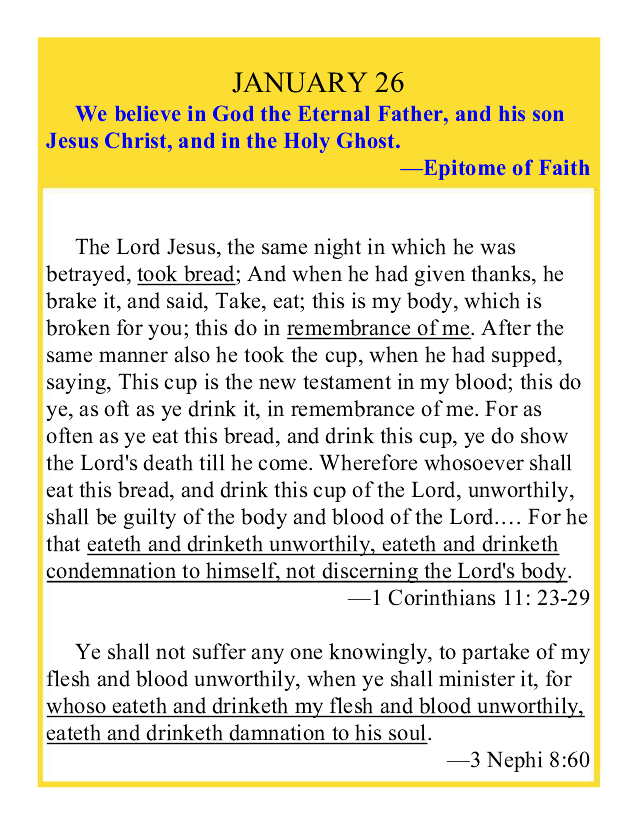 JANUARY 26
We believe in God the Eternal Father, and his son
Jesus Christ, and in the Holy Ghost.
—Epitome of Faith
The Lord Jesus, the same night in which he was
betrayed, took bread; And when he had given thanks, he
brake it, and said, Take, eat; this is my body, which is
broken for you; this do in remembrance of me. After the
same manner also he took the cup, when he had supped,
saying, This cup is the new testament in my blood; this do
ye, as oft as ye drink it, in remembrance of me. For as
often as ye eat this bread, and drink this cup, ye do show
the Lord's death till he come. Wherefore whosoever shall
eat this bread, and drink this cup of the Lord, unworthily,
shall be guilty of the body and blood of the Lord.… For he
that eateth and drinketh unworthily, eateth and drinketh
condemnation to himself, not discerning the Lord's body.
—1 Corinthians 11: 23-29
Ye shall not suffer any one knowingly, to partake of my
flesh and blood unworthily, when ye shall minister it, for
whoso eateth and drinketh my flesh and blood unworthily,
eateth and drinketh damnation to his soul.
—3 Nephi 8:60